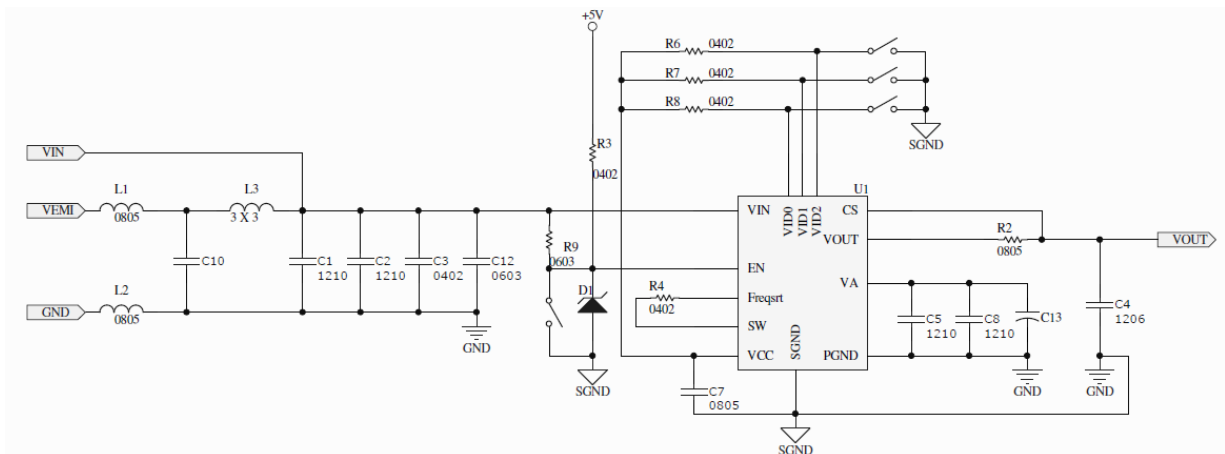 +5V
R6 0402
R7 0402
R8 0402
SGND
R3
0402
VIN
L1
L3
VEMI
0805
3 X 3
C10
C1
1210
C2
1210
C3
0402
C12
0603
R9
0603
L2
GND
0805
GND
D1
SGND
R4
0402
U1
VIN
VID0
VID1
VID2
CS
VOUT
EN
VA
Freqsrt
SW
SGND
VCC
PGND
R2
0805
VOUT
C5
1210
C8
1210
C13
C4
1206
GND
GND
C7
0805
SGND